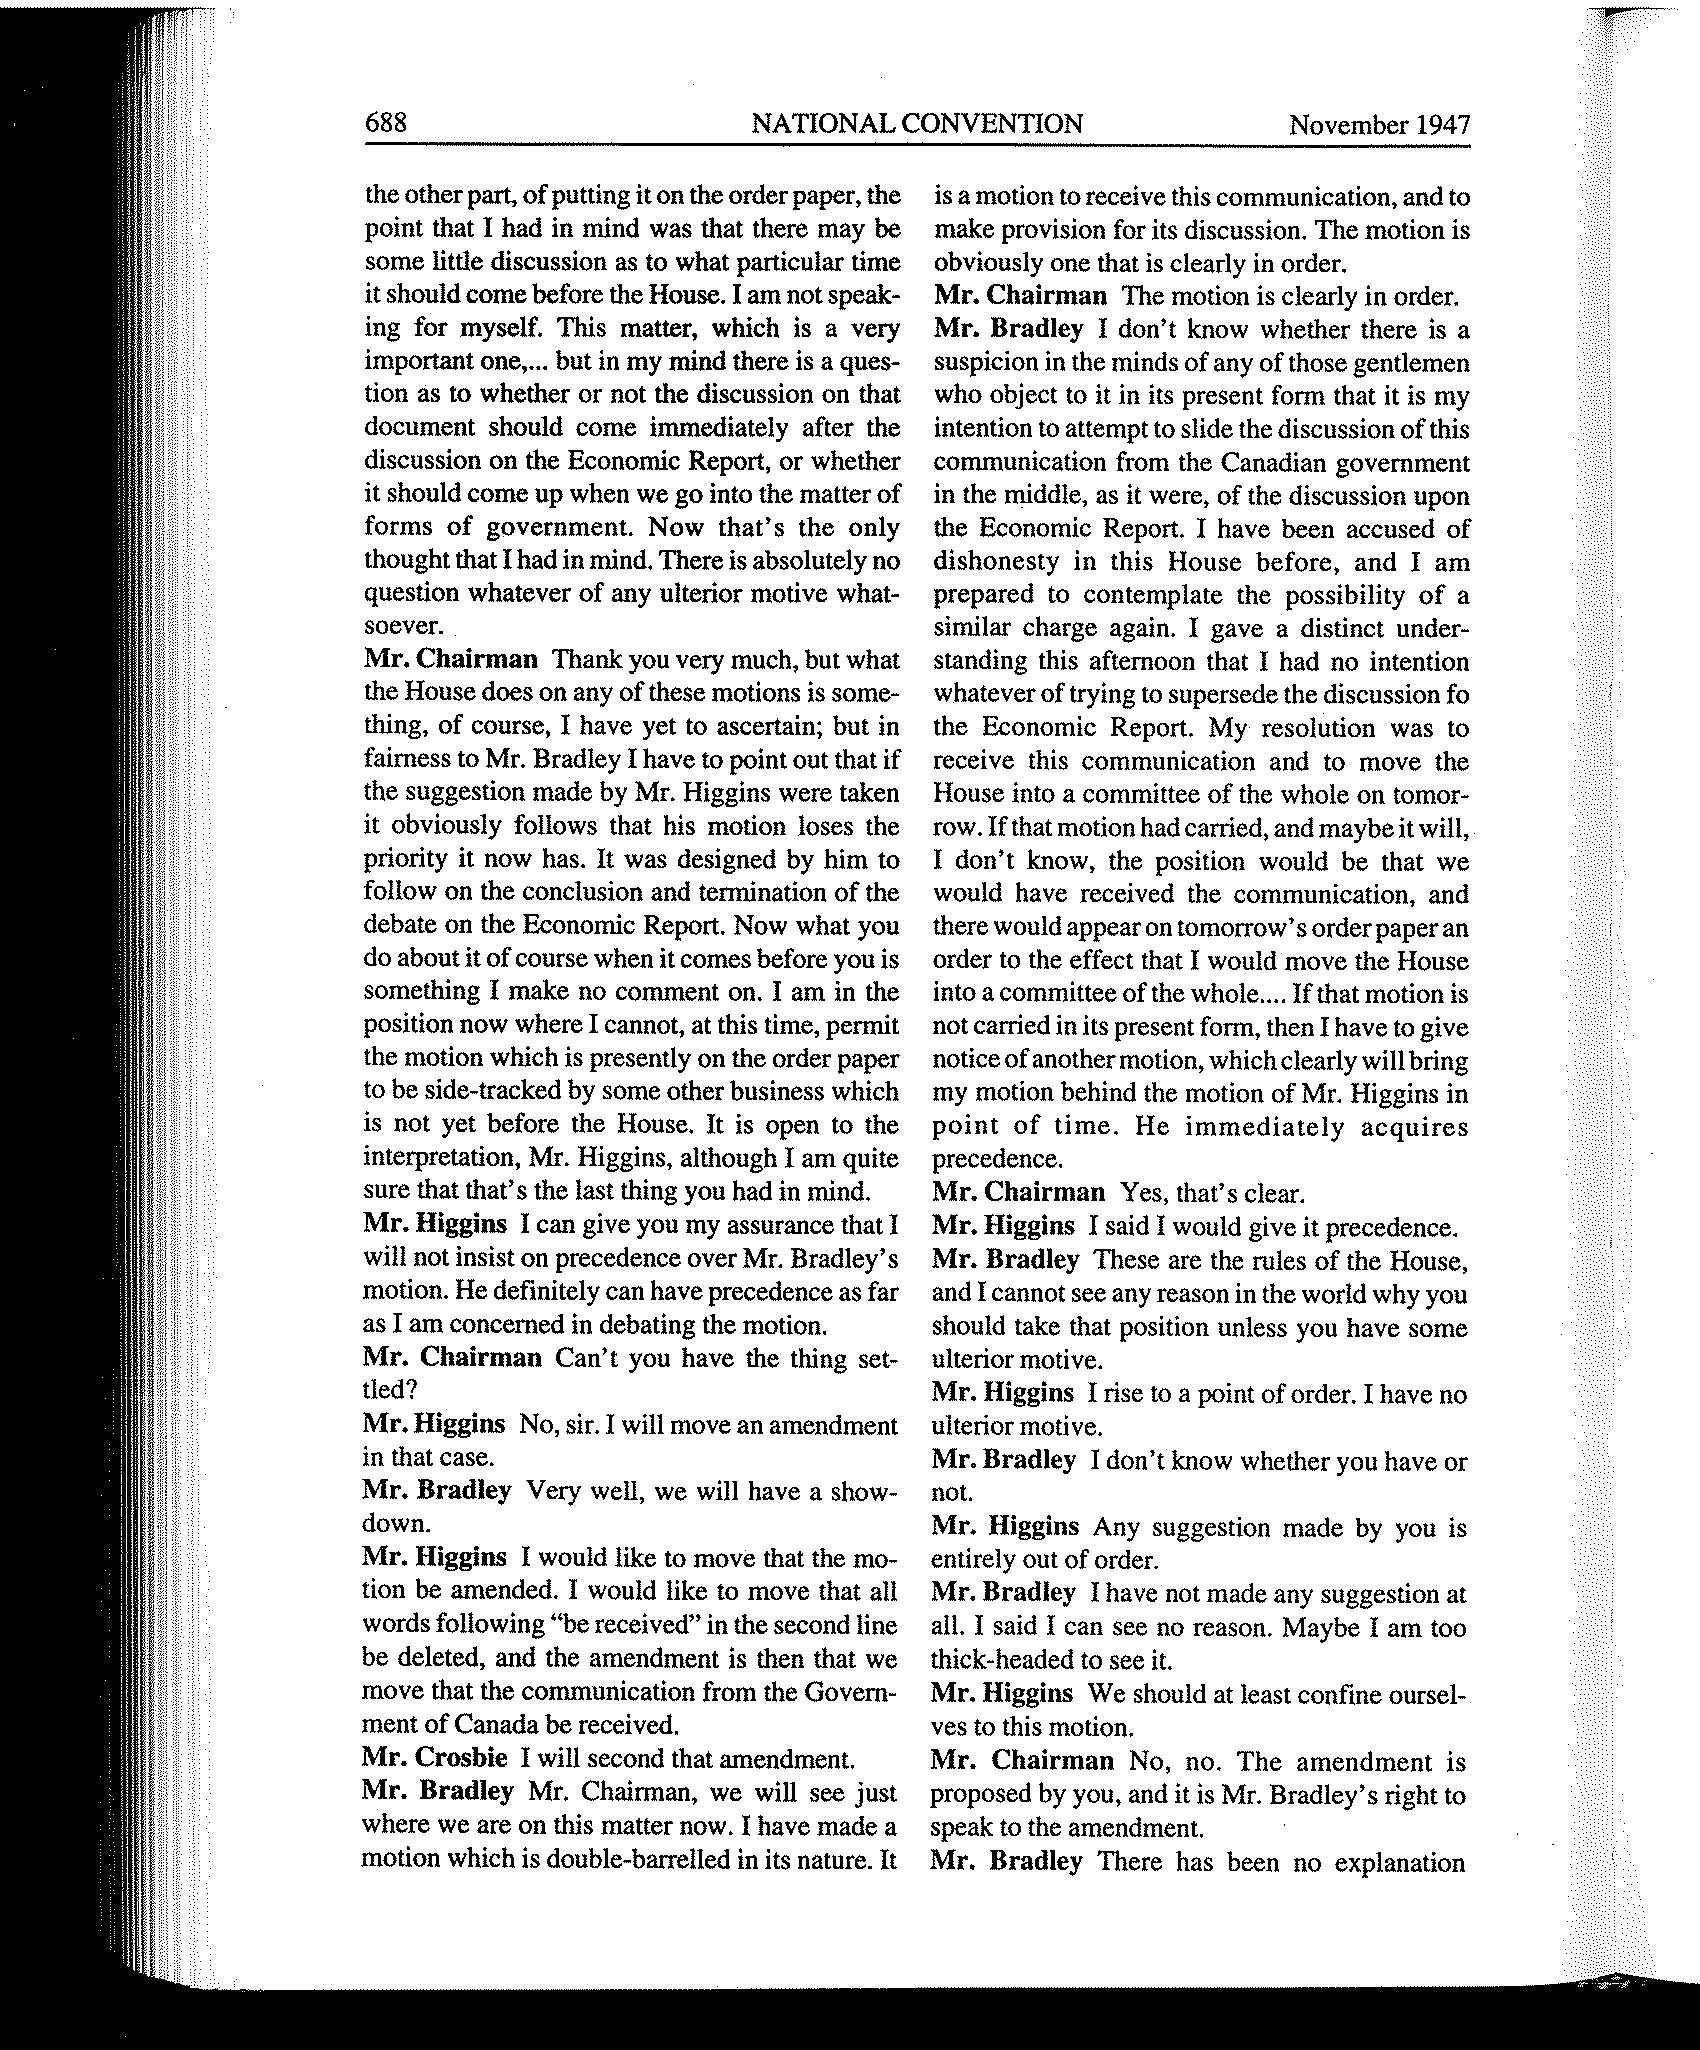 688 NATIONAL CONVENTION November 1947
the other part, of putting it on the order paper, the
point that I had in mind was that there may be
some little discussion as to what particular time
it should come before the House. I am not speak-
ing for myself. This matter, which is a very
important one,... but in my mind there is a ques-
tion as to whether or not the discussion on that
document should come immediately after the
discussion on the Economic Report, or whether
it should come up when we go into the matter of
forms of government. Now that's the only
thought that I had in mind. There is absolutely no
question whatever of any ulterior motive what-
soever.
Mr. Chairman Thank you very much, but what
the House does on any of these motions is some-
thing, of course, I have yet to ascertain; but in
fairness to Mr. Bradley I have to point out that if
the suggestion made by Mr. Higgins were taken
it obviously follows that his motion loses the
priority it now has. It was designed by him to
follow on the conclusion and termination of the
debate on the Economic Report. Now what you
do about it of course when it comes before you is
something I make no comment on. I am in the
position now where I cannot, at this time, permit
the motion which is presently on the order paper
to be side-tracked by some other business which
is not yet before the House. It is open to the
interpretation, Mr. Higgins, although I am quite
sure that that's the last thing you had in mind.
Mr. Higgins I can give you my assurance that I
will not insist on precedence over Mr. Bradley's
motion. He definitely can have precedence as far
as I am concerned in debating the motion.
Mr. Chairman Can't you have the thing set-
tled?
Mr. Higgins No, sir. I will move an amendment
in that case.
Mr. Bradley Very well, we will have a show-
down.
Mr. Higgins I would like to move that the mo-
tion be amended. I would like to move that all
words following "be received" in the second line
be deleted, and the amendment is then that we
move that the communication from the Govern-
ment of Canada be received.
Mr. Crosbie I will second that amendment.
Mr. Bradley Mr. Chairman, we will see just
where we are on this matter now. I have made a
motion which is double-barrelled in its nature. It
is a motion to receive this communication, and to
make provision for its discussion. The motion is
obviously one that is clearly in order.
Mr. Chairman The motion is clearly in order.
Mr. Bradley I don't know whether there is a
suspicion in the minds of any of those gentlemen
who object to it in its present form that it is my
intention to attempt to slide the discussion of this
communication from the Canadian government
in the middle, as it were, of the discussion upon
the Economic Report. I have been accused of
dishonesty in this House before, and I am
prepared to contemplate the possibility of a
similar charge again. I gave a distinct under-
standing this afternoon that I had no intention
whatever of trying to supersede the discussion fo
the Economic Report. My resolution was to
receive this communication and to move the
House into a committee of the whole on tomor-
row. If that motion had carried, and maybe it will,
I don't know, the position would be that we
would have received the communication, and
there would appear on tomorrow's order paper an
order to the effect that I would move the House
into a committee of the whole.... If that motion is
not carried in its present form, then I have to give
notice of another motion, which clearly will bring
my motion behind the motion of Mr. Higgins in
point of time. He immediately acquires
precedence.
Mr. Chairman Yes, that's clear.
Mr. Higgins I said I would give it precedence.
Mr. Bradley These are the rules of the House,
and I cannot see any reason in the world why you
should take that position unless you have some
ulterior motive.
Mr. Higgins I rise to a point of order. I have no
ulterior motive.
Mr. Bradley I don't know whether you have or
not.
Mr. Higgins Any suggestion made by you is
entirely out of order.
Mr. Bradley I have not made any suggestion at
all. I said I can see no reason. Maybe I am too
thick-headed to see it.
Mr. Higgins We should at least confine oursel-
ves to this motion.
Mr. Chairman No, no. The amendment is
proposed by you, and it is Mr. Bradley's right to
speak to the amendment.
Mr. Bradley There has been no explanation